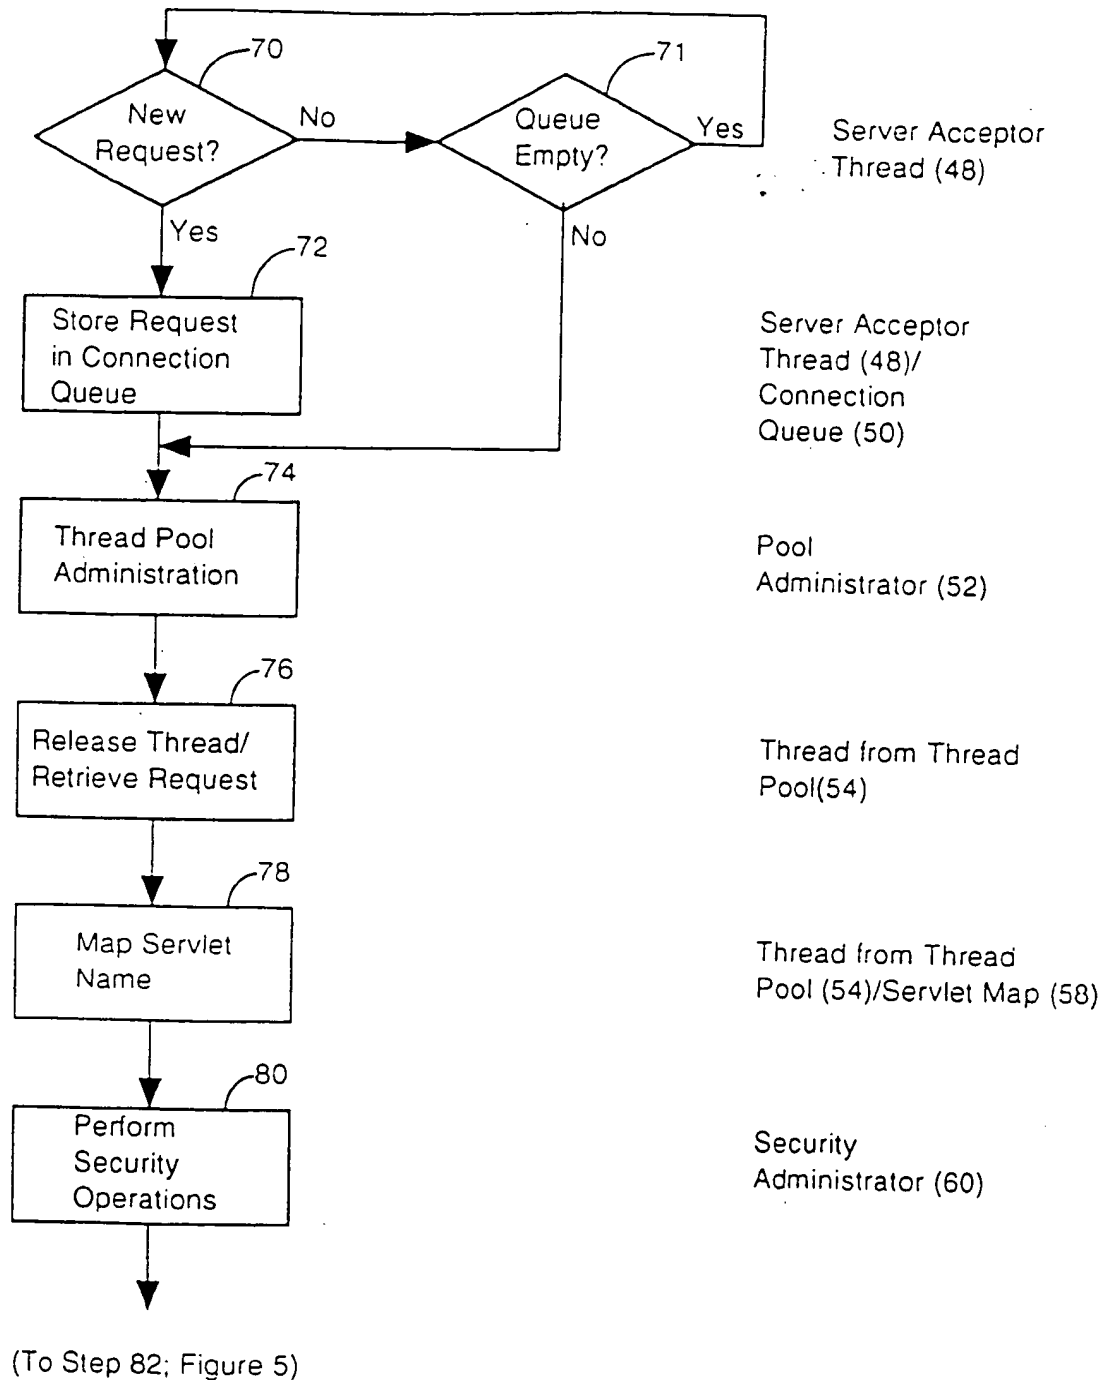 70
New
Request?
No
71
Queue
Empty?
Yes
Server Acceptor
Thread (48)
Yes
No
72
Store Request
in Connection
Queue
Server Acceptor
Thread (48)/
Connection
Queue (50)
74
Thread Pool
Administration
Pool
Administrator (52)
76
Release Thread/
Retrieve Request
Thread from Thread
Pool(54)
78
Map Servlet
Name
Thread from Thread
Pool (54)/Servlet Map (58)
80
Perform
Security
Operations
Security
Administrator (60)
(To Step 82; Figure 5)